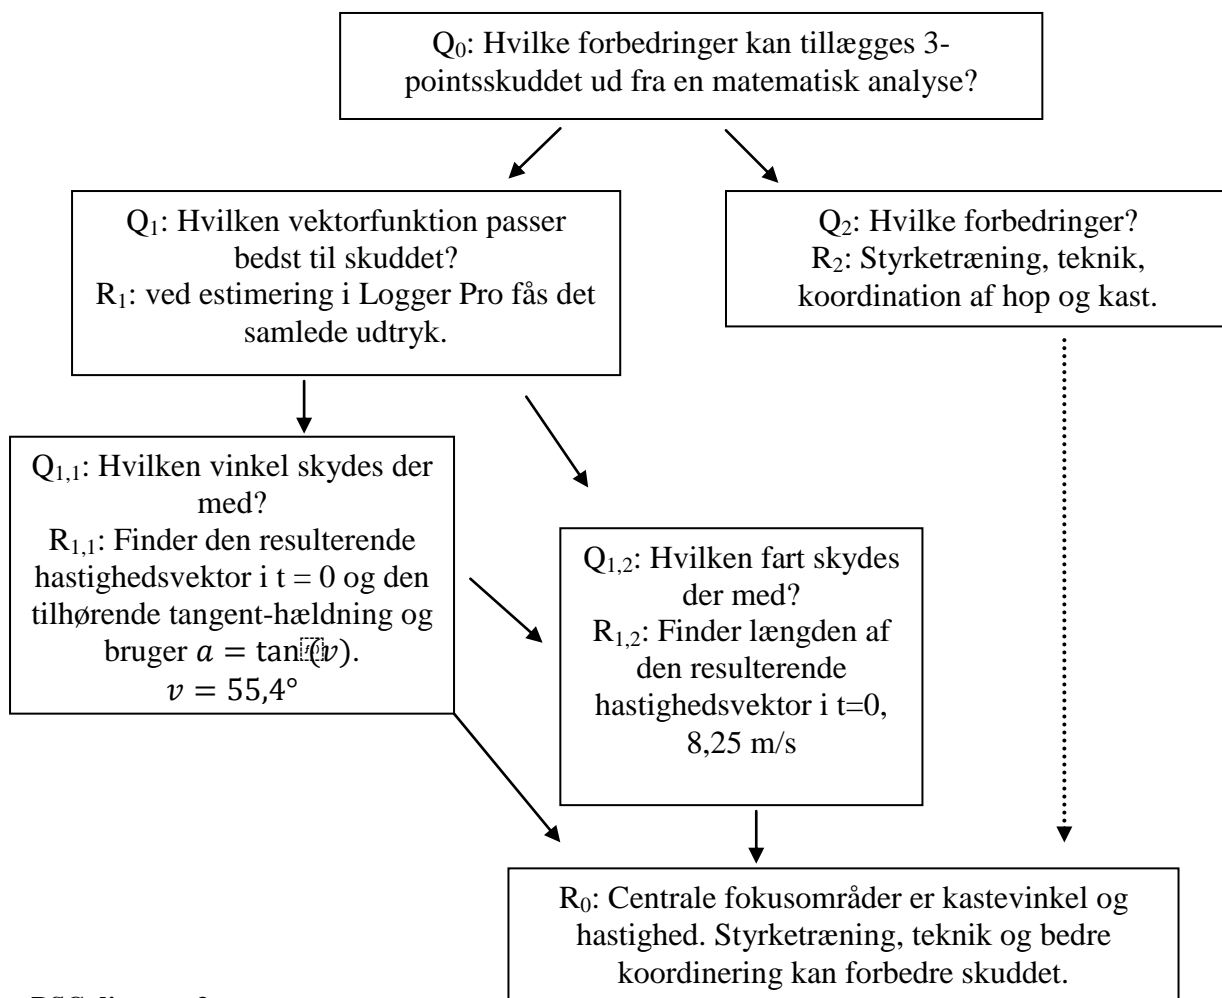 Q₀: Hvilke forbedringer kan tillægges 3-
pointsskuddet ud fra en matematisk analyse?
Q₁: Hvilken vektorfunktion passer
bedst til skuddet?
R₁: ved estimering i Logger Pro fås det
samlede udtryk.
Q₂: Hvilke forbedringer?
R₂: Styrketræning, teknik,
koordination af hop og kast.
Q₁,₁: Hvilken vinkel skydes der
med?
R₁,₁: Finder den resulterende
hastighedsvektor i t = 0 og den
tilhørende tangent-hældning og
bruger a = tan(v).
v = 55,4°
Q₁,₂: Hvilken fart skydes
der med?
R₁,₂: Finder længden af
den resulterende
hastighedsvektor i t=0,
8,25 m/s
R₀: Centrale fokusområder er kastevinkel og
hastighed. Styrketræning, teknik og bedre
koordinering kan forbedre skuddet.